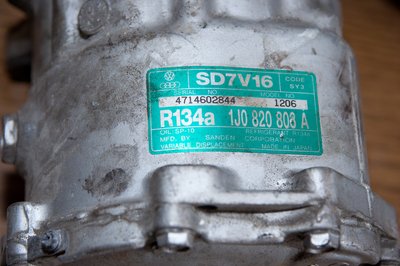 SD7V16 CODE SY3
SERIAL NO. MODEL NO.
4714602844 1206
R134a 1J0 820 803 A
OIL: SP-10 REFRIGERANT R134a
MFD. BY SANDEN CORPORATION
VARIABLE DISPLACEMENT MADE IN JAPAN